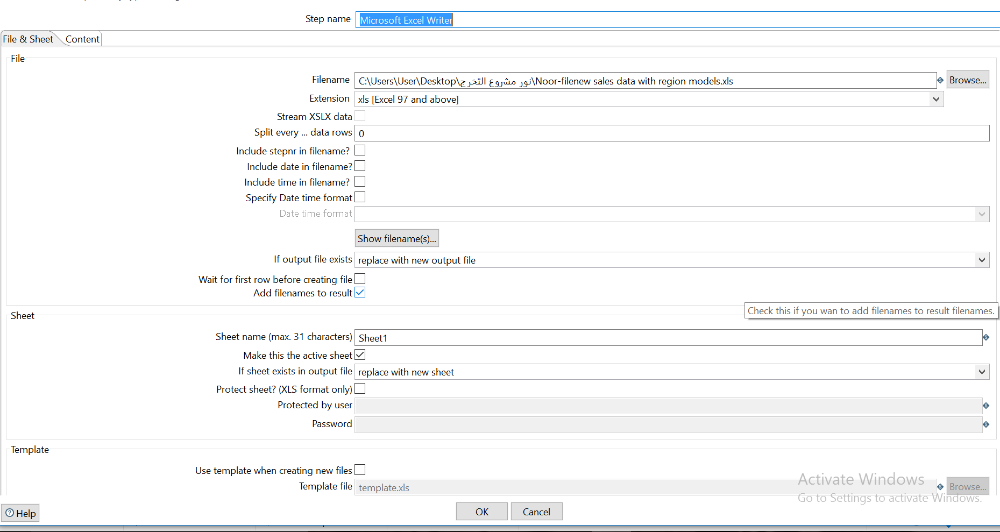 Step name Microsoft Excel Writer
File & Sheet Content
File
Filename C:\Users\User\Desktop\نور مشروع التخرج\Noor-filenew sales data with region models.xls Browse...
Extension xls [Excel 97 and above]
Stream XSLX data
Split every ... data rows 0
Include stepnr in filename?
Include date in filename?
Include time in filename?
Specify Date time format
Date time format
Show filename(s)...
If output file exists replace with new output file
Wait for first row before creating file
Add filenames to result
Check this if you wan to add filenames to result filenames.
Sheet
Sheet name (max. 31 characters) Sheet1
Make this the active sheet
If sheet exists in output file replace with new sheet
Protect sheet? (XLS format only)
Protected by user
Password
Template
Use template when creating new files
Template file template.xls Browse...
Activate Windows
Go to Settings to activate Windows.
Help OK Cancel